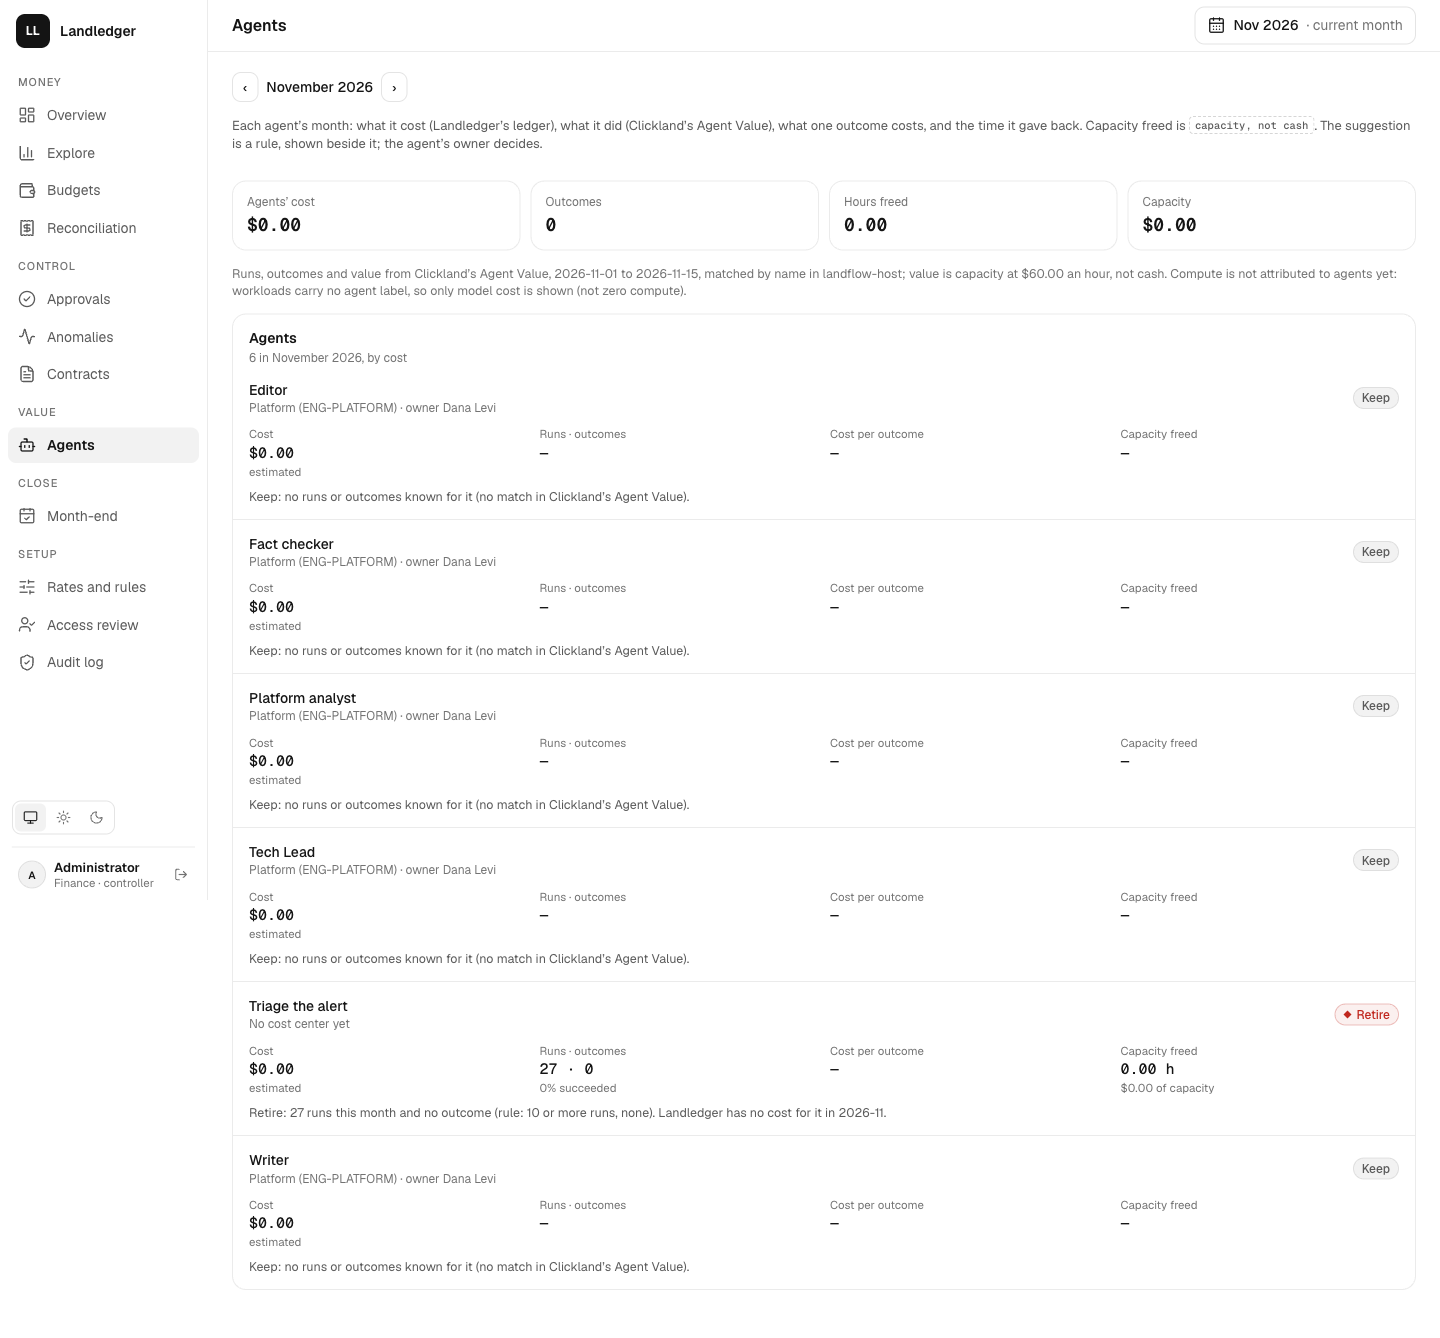 LL Landledger
MONEY
Overview
Explore
Budgets
Reconciliation
CONTROL
Approvals
Anomalies
Contracts
VALUE
Agents
CLOSE
Month-end
SETUP
Rates and rules
Access review
Audit log
A
Administrator
Finance · controller
Agents
Nov 2026 · current month
‹ November 2026 ›
Each agent's month: what it cost (Landledger's ledger), what it did (Clickland's Agent Value), what one outcome costs, and the time it gave back. Capacity freed is capacity, not cash. The suggestion
is a rule, shown beside it; the agent's owner decides.
Agents' cost
$0.00
Outcomes
0
Hours freed
0.00
Capacity
$0.00
Runs, outcomes and value from Clickland's Agent Value, 2026-11-01 to 2026-11-15, matched by name in landflow-host; value is capacity at $60.00 an hour, not cash. Compute is not attributed to agents yet:
workloads carry no agent label, so only model cost is shown (not zero compute).
Agents
6 in November 2026, by cost
Editor
Platform (ENG-PLATFORM) · owner Dana Levi
Keep
Cost Runs · outcomes Cost per outcome Capacity freed
$0.00 – – –
estimated
Keep: no runs or outcomes known for it (no match in Clickland's Agent Value).
Fact checker
Platform (ENG-PLATFORM) · owner Dana Levi
Keep
Cost Runs · outcomes Cost per outcome Capacity freed
$0.00 – – –
estimated
Keep: no runs or outcomes known for it (no match in Clickland's Agent Value).
Platform analyst
Platform (ENG-PLATFORM) · owner Dana Levi
Keep
Cost Runs · outcomes Cost per outcome Capacity freed
$0.00 – – –
estimated
Keep: no runs or outcomes known for it (no match in Clickland's Agent Value).
Tech Lead
Platform (ENG-PLATFORM) · owner Dana Levi
Keep
Cost Runs · outcomes Cost per outcome Capacity freed
$0.00 – – –
estimated
Keep: no runs or outcomes known for it (no match in Clickland's Agent Value).
Triage the alert
No cost center yet
◆ Retire
Cost Runs · outcomes Cost per outcome Capacity freed
$0.00 27 · 0 – 0.00 h
estimated 0% succeeded $0.00 of capacity
Retire: 27 runs this month and no outcome (rule: 10 or more runs, none). Landledger has no cost for it in 2026-11.
Writer
Platform (ENG-PLATFORM) · owner Dana Levi
Keep
Cost Runs · outcomes Cost per outcome Capacity freed
$0.00 – – –
estimated
Keep: no runs or outcomes known for it (no match in Clickland's Agent Value).